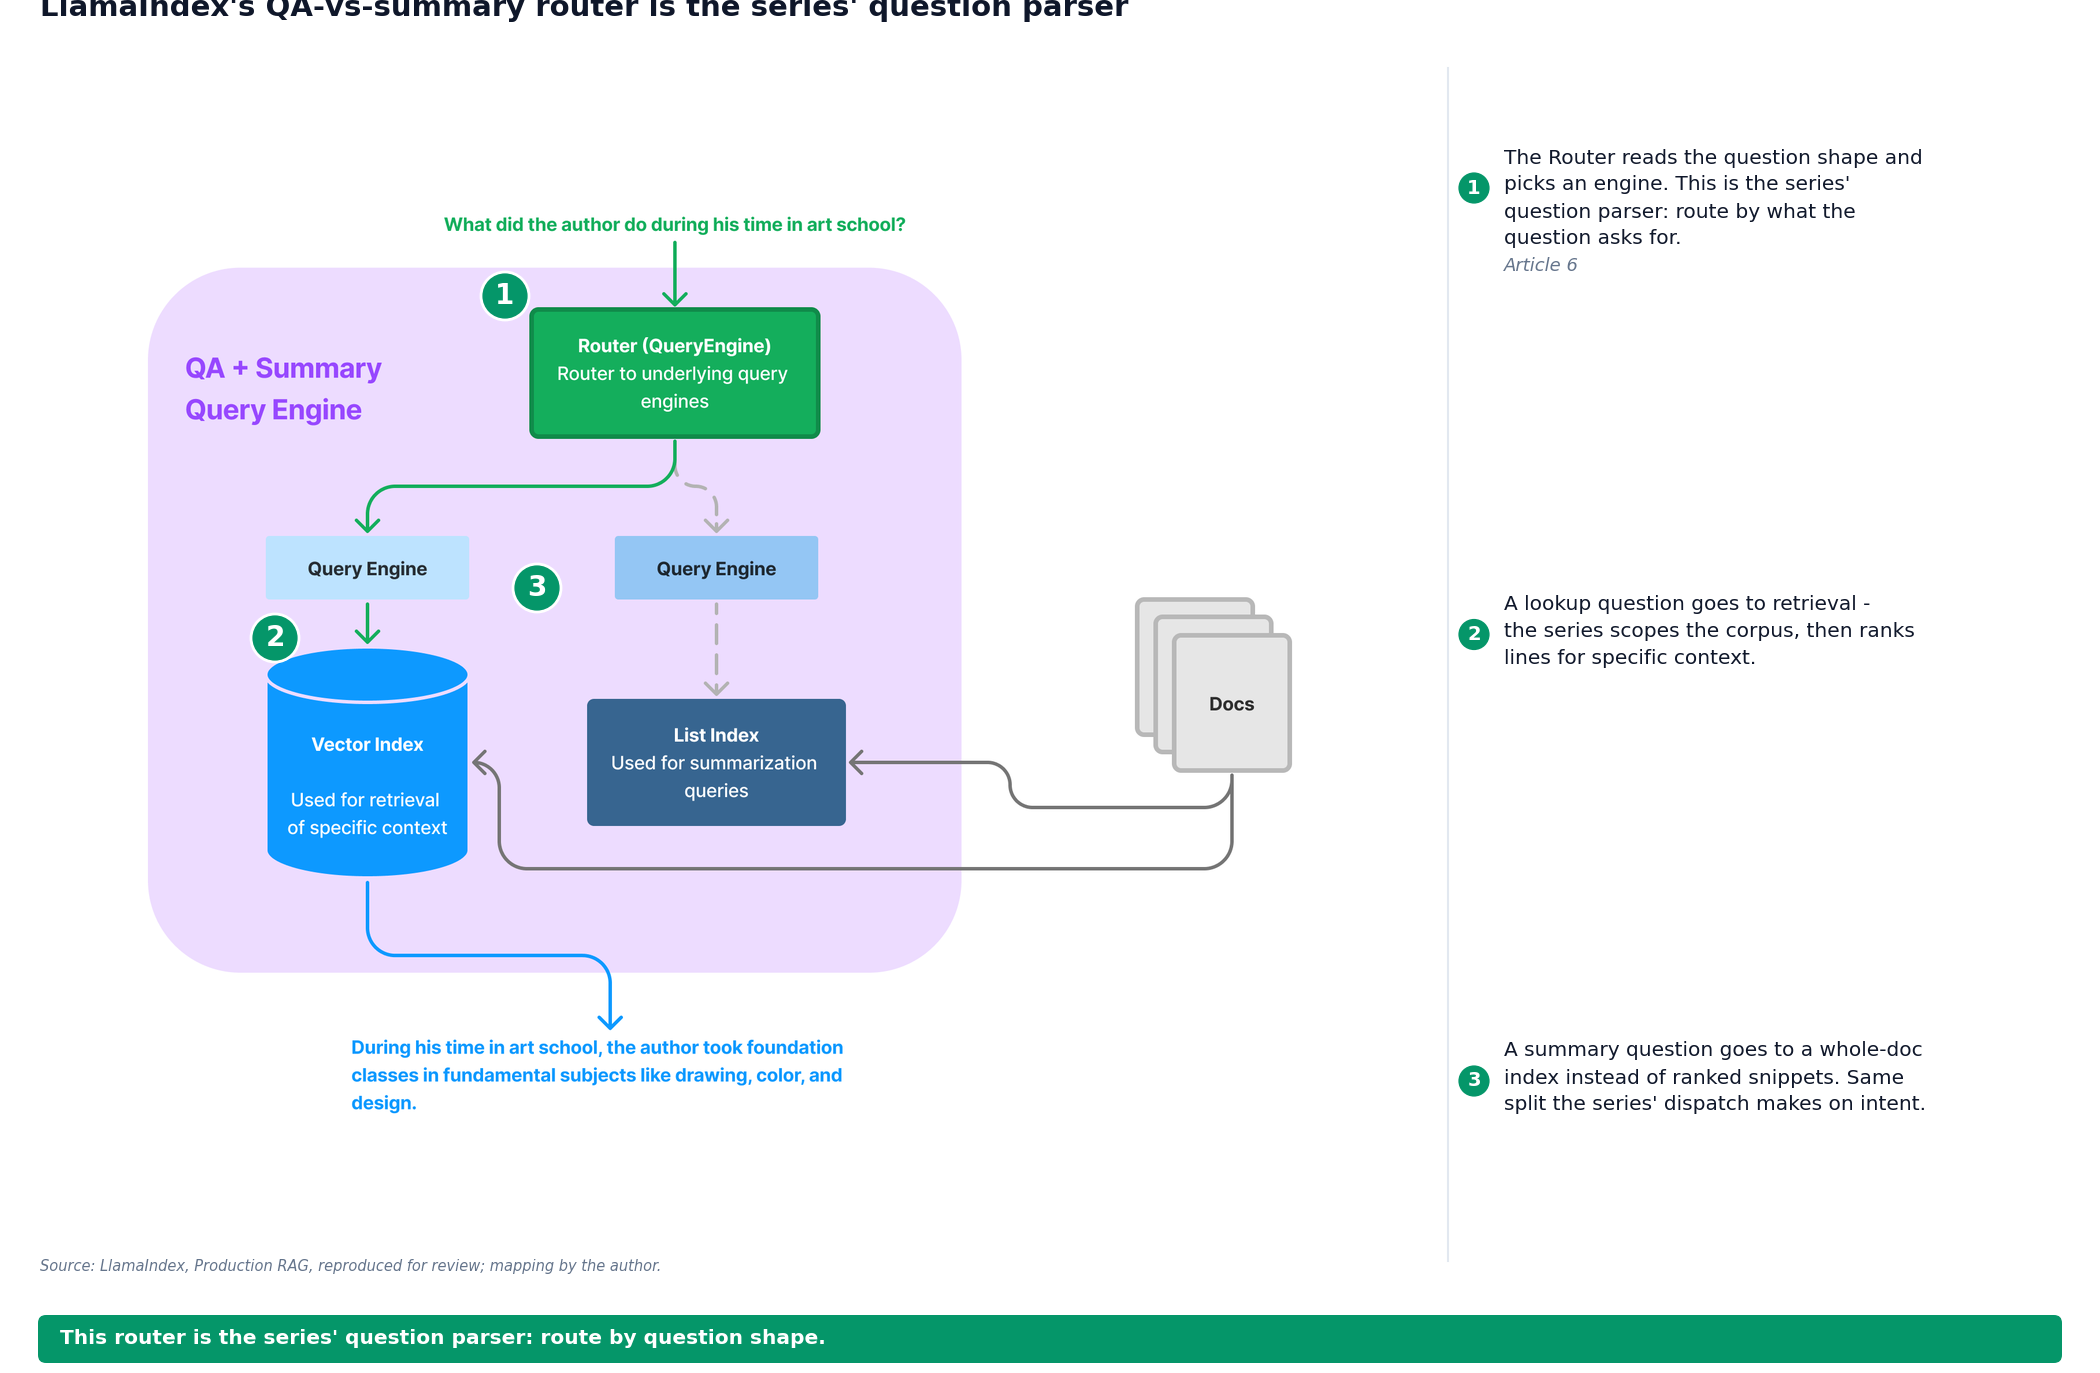 LlamaIndex's QA-vs-summary router is the series' question parser
What did the author do during his time in art school?
1
QA + Summary
Query Engine
Router (QueryEngine)
Router to underlying query
engines
Query Engine
3
Query Engine
2
Vector Index
Used for retrieval
of specific context
List Index
Used for summarization
queries
Docs
During his time in art school, the author took foundation
classes in fundamental subjects like drawing, color, and
design.
1
The Router reads the question shape and
picks an engine. This is the series'
question parser: route by what the
question asks for.
Article 6
2
A lookup question goes to retrieval -
the series scopes the corpus, then ranks
lines for specific context.
3
A summary question goes to a whole-doc
index instead of ranked snippets. Same
split the series' dispatch makes on intent.
Source: LlamaIndex, Production RAG, reproduced for review; mapping by the author.
This router is the series' question parser: route by question shape.